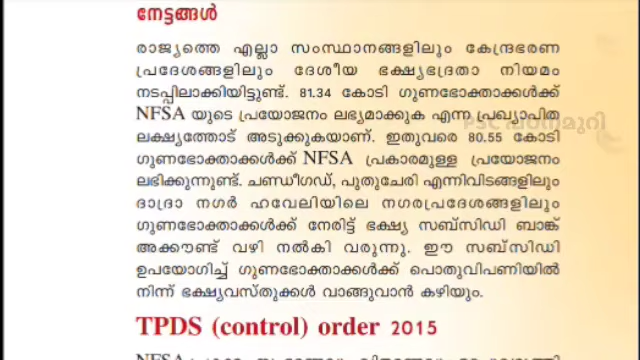 നേട്ടങ്ങൾ
രാജ്യത്തെ എല്ലാ സംസ്ഥാനങ്ങളിലും കേന്ദ്രഭരണ
പ്രദേശങ്ങളിലും ദേശീയ ഭക്ഷ്യഭദ്രതാ നിയമം
നടപ്പിലാക്കിയിട്ടുണ്ട്. 81.34 കോടി ഗുണഭോക്താക്കൾക്ക്
NFSA യുടെ പ്രയോജനം ലഭ്യമാക്കുക എന്ന പ്രഖ്യാപിത
ലക്ഷ്യത്തോട് അടുക്കുകയാണ്. ഇതുവരെ 80.55 കോടി
ഗുണഭോക്താക്കൾക്ക് NFSA പ്രകാരമുള്ള പ്രയോജനം
ലഭിക്കുന്നുണ്ട്. ചണ്ഡീഗഡ്, പുതുച്ചേരി എന്നിവിടങ്ങളിലും
ദാദ്രാ നഗർ ഹവേലിയിലെ നഗരപ്രദേശങ്ങളിലും
ഗുണഭോക്താക്കൾക്ക് നേരിട്ട് ഭക്ഷ്യ സബ്സിഡി ബാങ്ക്
അക്കൗണ്ട് വഴി നൽകി വരുന്നു. ഈ സബ്സിഡി
ഉപയോഗിച്ച് ഗുണഭോക്താക്കൾക്ക് പൊതുവിപണിയിൽ
നിന്ന് ഭക്ഷ്യവസ്തുക്കൾ വാങ്ങുവാൻ കഴിയും.
TPDS (control) order 2015
NFSA